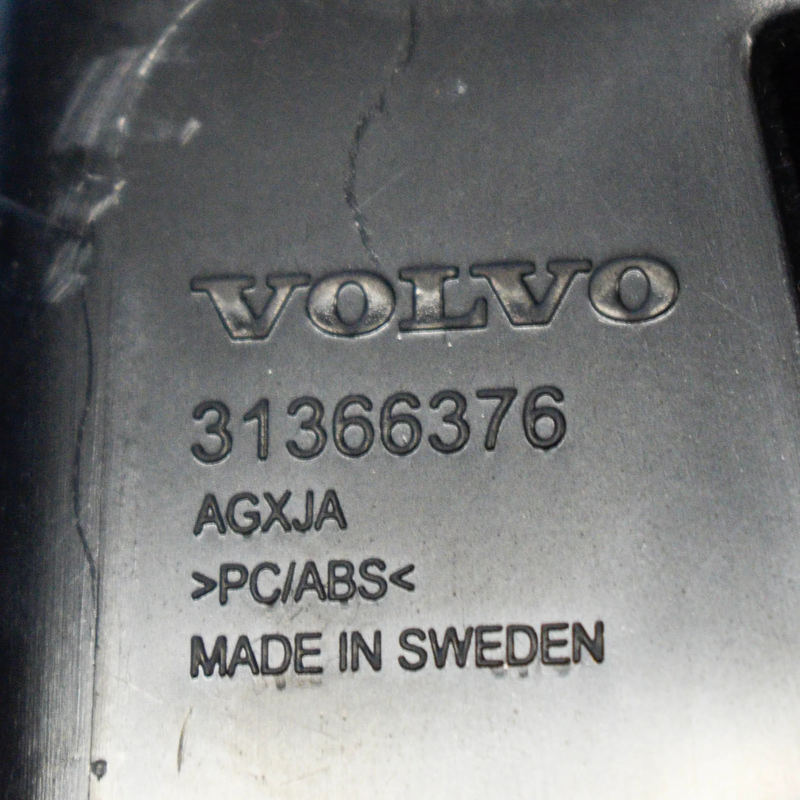 VOLVO
31366376
AGXJA
>PC/ABS<
MADE IN SWEDEN